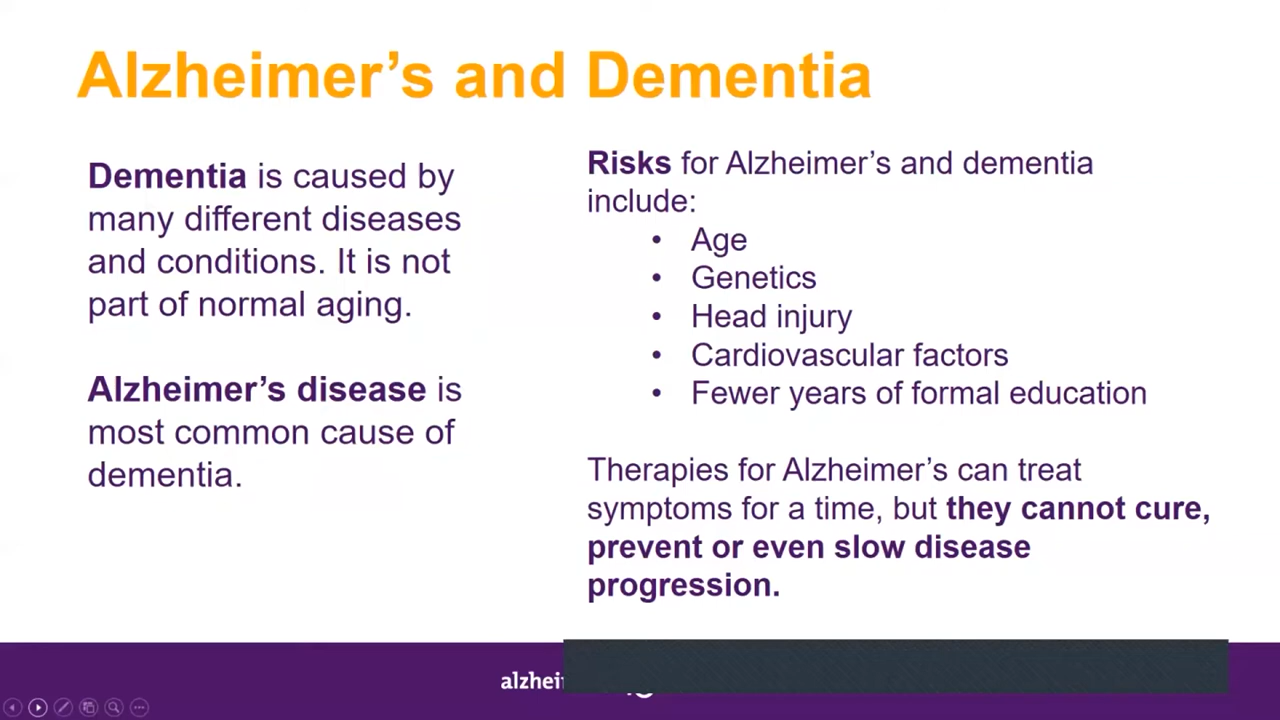 Alzheimer’s and Dementia
Dementia is caused by
many different diseases
and conditions. It is not
part of normal aging.
Alzheimer’s disease is
most common cause of
dementia.
Risks for Alzheimer’s and dementia
include:
• Age
• Genetics
• Head injury
• Cardiovascular factors
• Fewer years of formal education
Therapies for Alzheimer’s can treat
symptoms for a time, but they cannot cure,
prevent or even slow disease
progression.